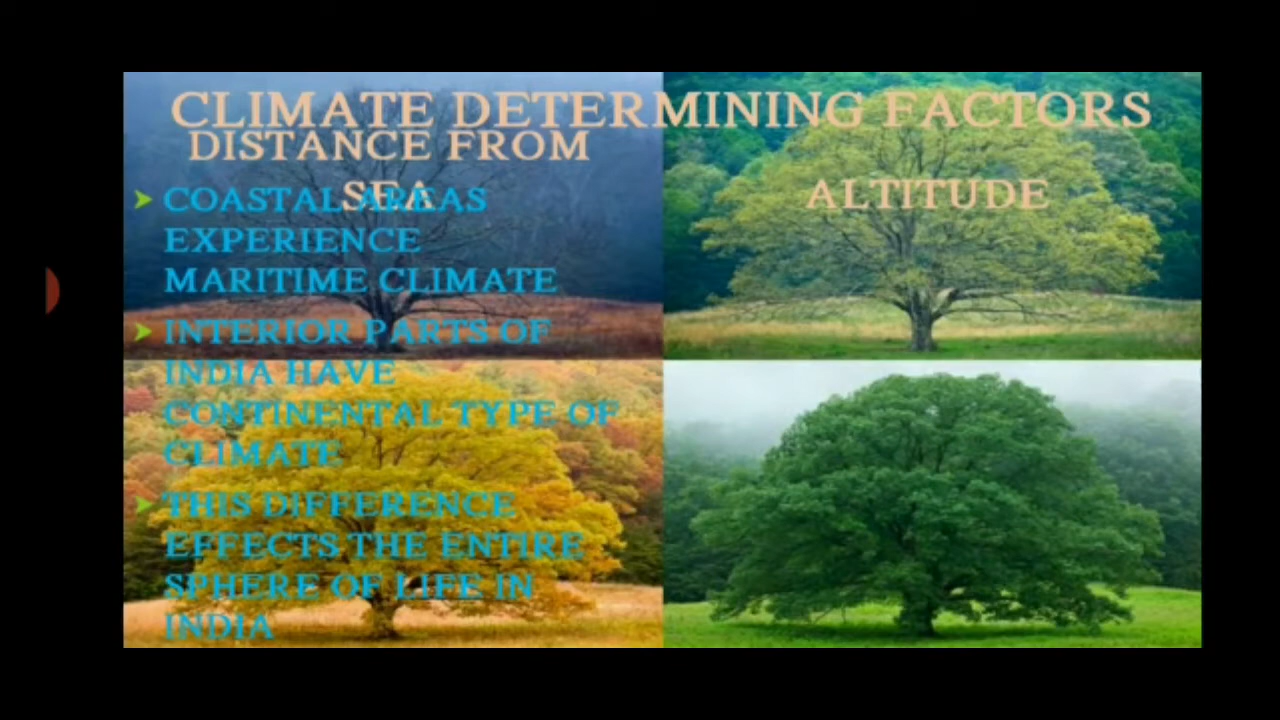 CLIMATE DETERMINING FACTORS
DISTANCE FROM
SEA
COASTAL AREAS
EXPERIENCE
MARITIME CLIMATE
INTERIOR PARTS OF
INDIA HAVE
CONTINENTAL TYPE OF
CLIMATE
THIS DIFFERENCE
EFFECTS THE ENTIRE
SPHERE OF LIFE IN
INDIA
ALTITUDE